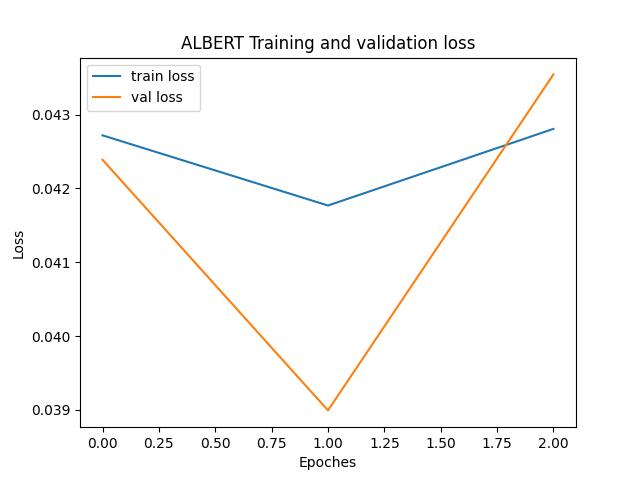 ALBERT Training and validation loss
train loss
val loss
0.043
0.042
0.041
0.040
0.039
Loss
0.00 0.25 0.50 0.75 1.00 1.25 1.50 1.75 2.00
Epoches